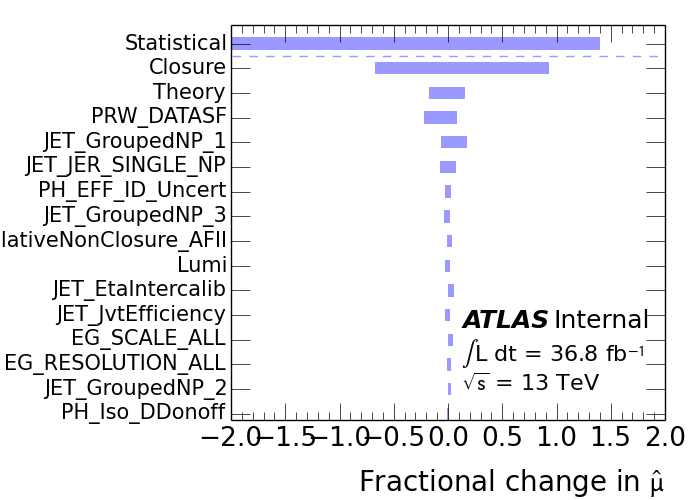 Statistical
Closure
Theory
PRW_DATASF
JET_GroupedNP_1
JET_JER_SINGLE_NP
PH_EFF_ID_Uncert
JET_GroupedNP_3
lativeNonClosure_AFII
Lumi
JET_EtaIntercalib
JET_JvtEfficiency
EG_SCALE_ALL
EG_RESOLUTION_ALL
JET_GroupedNP_2
PH_Iso_DDonoff
ATLAS Internal
∫L dt = 36.8 fb⁻¹
√s = 13 TeV
−2.0 −1.5 −1.0 −0.5 0.0 0.5 1.0 1.5 2.0
Fractional change in μ̂